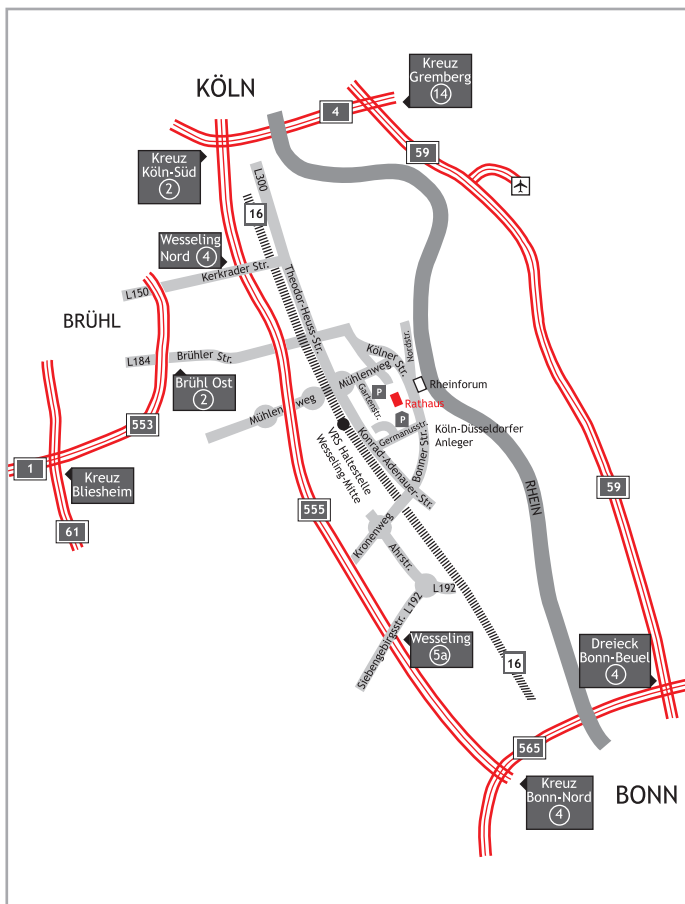 Kreuz
Gremberg
14
KÖLN
4
59
Kreuz
Köln-Süd
2
L300
16
Wesseling
Nord 4
Kerkrader Str.
L150
Theodor-Heuss-Str.
BRÜHL
L184
Brühler Str.
Kölner Str.
Nordstr.
Mühlenweg
Gartenstr.
P
Rheinforum
Rathaus
Brühl Ost
2
Mühlen weg
P
Germanusstr.
Köln-Düsseldorfer
Anleger
553
VRS Haltestelle
Wesseling-Mitte
Konrad-Adenauer-Str.
Bonner Str.
1
Kreuz
Bliesheim
59
RHEIN
555
61
Kronenweg
Ahrstr.
L192
Siebengebirgsstr. L192
Wesseling
5a
16
Dreieck
Bonn-Beuel
4
565
Kreuz
Bonn-Nord
4
BONN